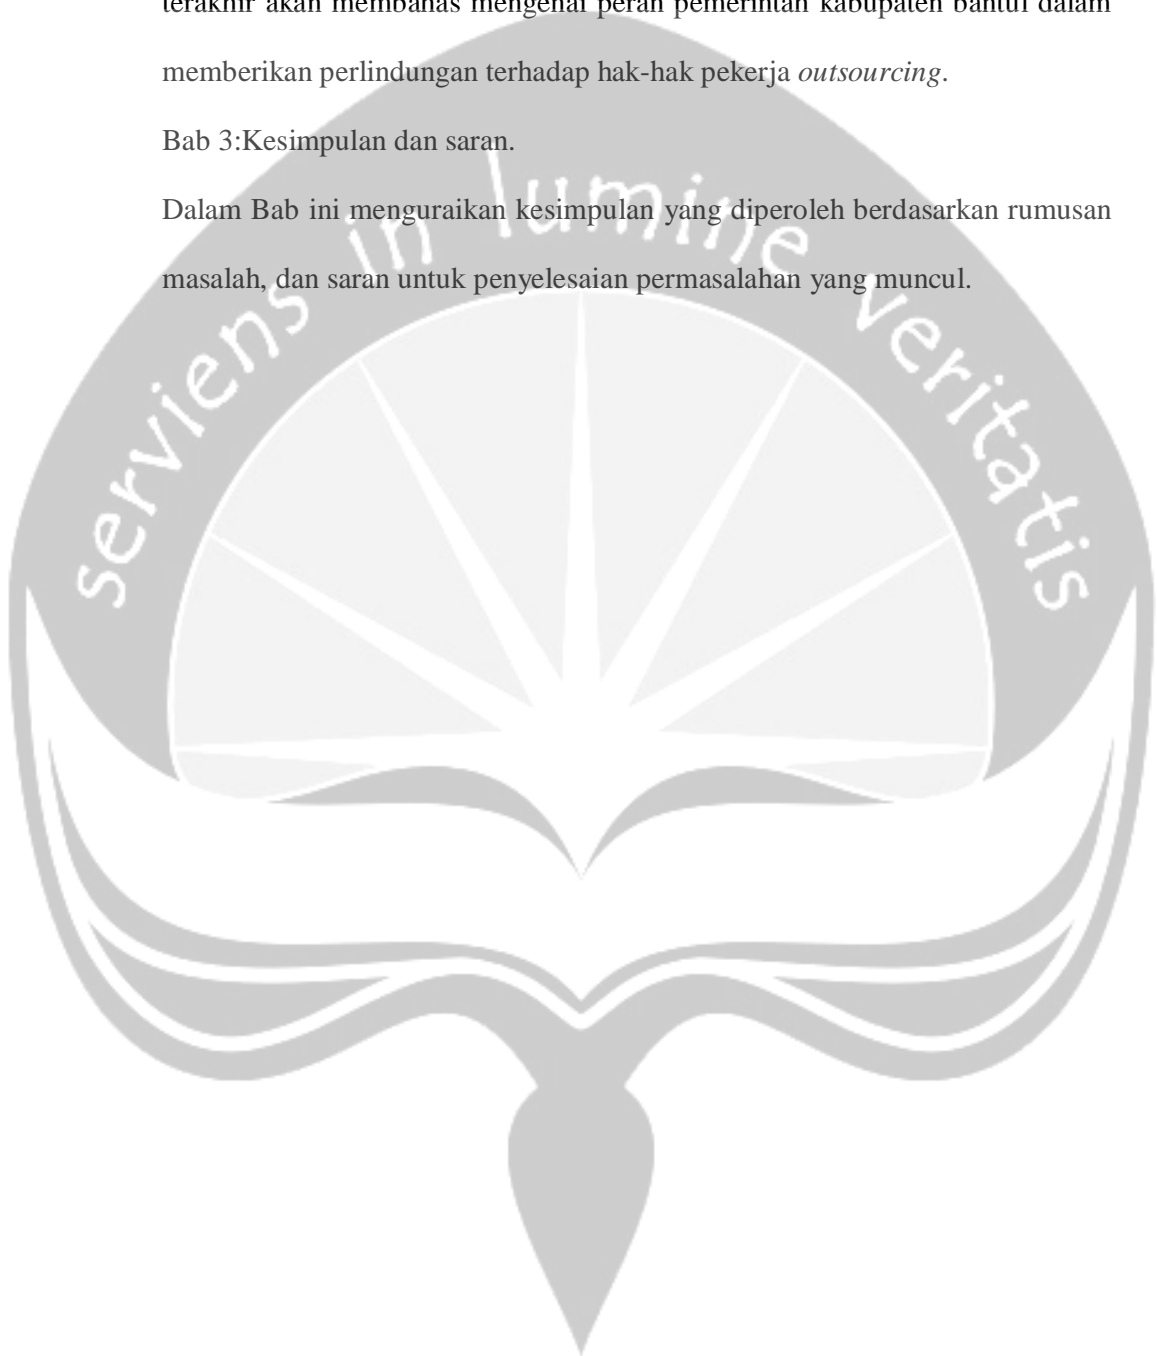 terakhir akan membahas mengenai peran pemerintah kabupaten bantul dalam
memberikan perlindungan terhadap hak-hak pekerja outsourcing.
Bab 3:Kesimpulan dan saran.
Dalam Bab ini menguraikan kesimpulan yang diperoleh berdasarkan rumusan
masalah, dan saran untuk penyelesaian permasalahan yang muncul.
serviens in lumine veritatis